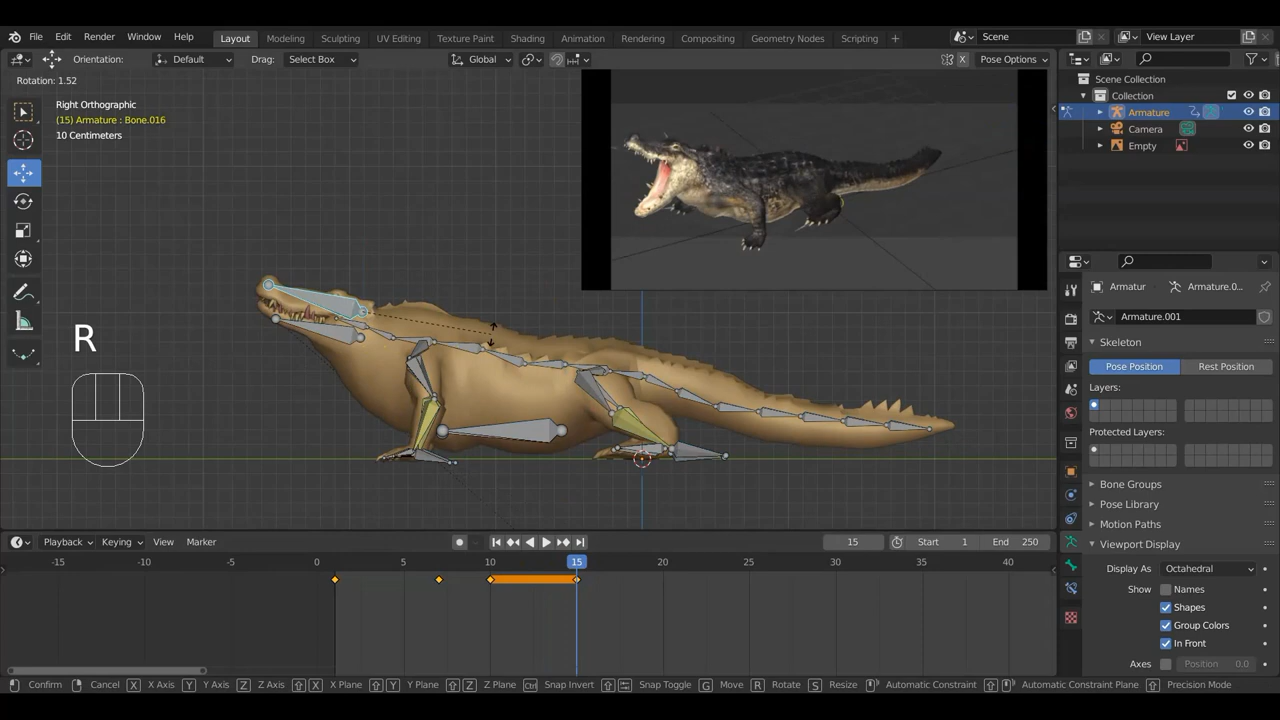 File Edit Render Window Help Layout Modeling Sculpting UV Editing Texture Paint Shading Animation Rendering Compositing Geometry Nodes Scripting + Scene View Layer
Orientation: Default Drag: Select Box Global X Pose Options
Rotation: 1.52
Right Orthographic
(15) Armature : Bone.016
10 Centimeters
Scene Collection
Collection
Armature
Camera
Empty
Armatur Armature.0...
Armature.001
Skeleton
Pose Position Rest Position
Layers:
Protected Layers:
Bone Groups
Pose Library
Motion Paths
Viewport Display
Display As Octahedral
Show Names
Shapes
Group Colors
In Front
Axes Position 0.0
R
Playback Keying View Marker 15 Start 1 End 250
-15 -10 -5 0 5 10 15 20 25 30 35 40
Confirm Cancel X X Axis Y Y Axis Z Z Axis X X Plane Y Y Plane Z Z Plane Ctrl Snap Invert Snap Toggle G Move R Rotate S Resize Automatic Constraint Automatic Constraint Plane Precision Mode